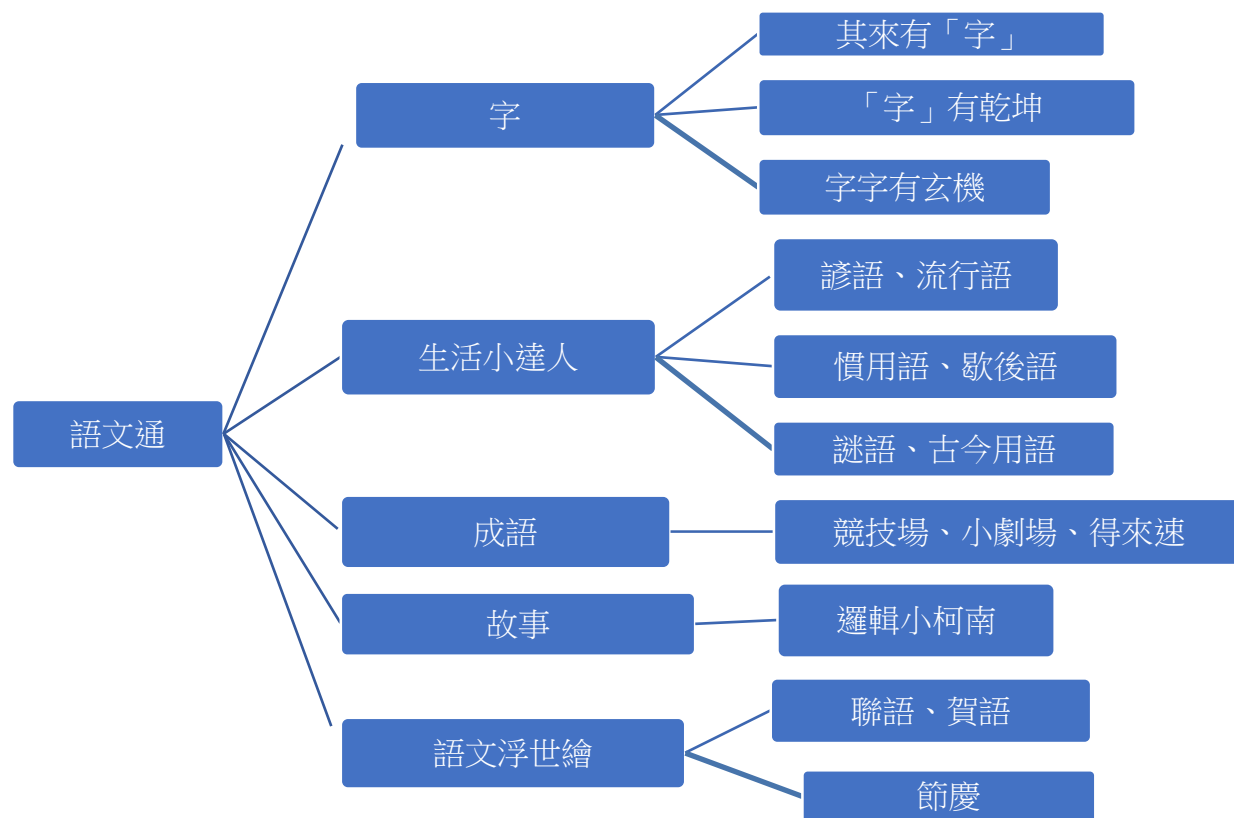 語文通
字
其來有「字」
「字」有乾坤
字字有玄機
生活小達人
諺語、流行語
慣用語、歇後語
謎語、古今用語
成語
競技場、小劇場、得來速
故事
邏輯小柯南
語文浮世繪
聯語、賀語
節慶